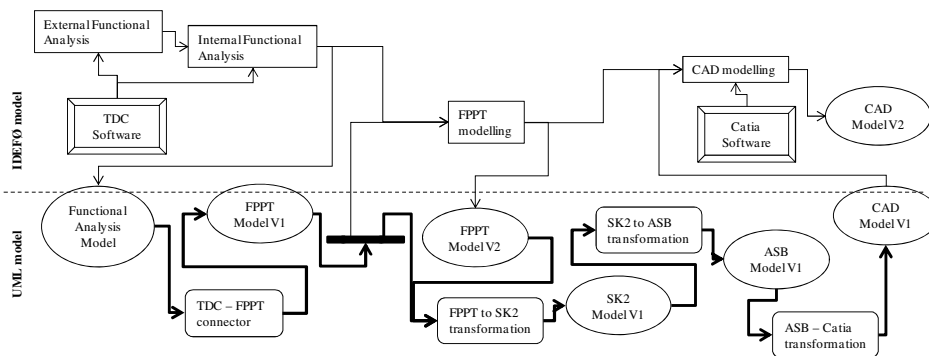 External Functional
Analysis
Internal Functional
Analysis
TDC
Software
FPPT
modelling
CAD modelling
Catia
Software
CAD
Model V2
IDEFØ model
UML model
Functional
Analysis
Model
FPPT
Model V1
TDC – FPPT
connector
FPPT
Model V2
FPPT to SK2
transformation
SK2 to ASB
transformation
SK2
Model V1
ASB
Model V1
ASB – Catia
transformation
CAD
Model V1